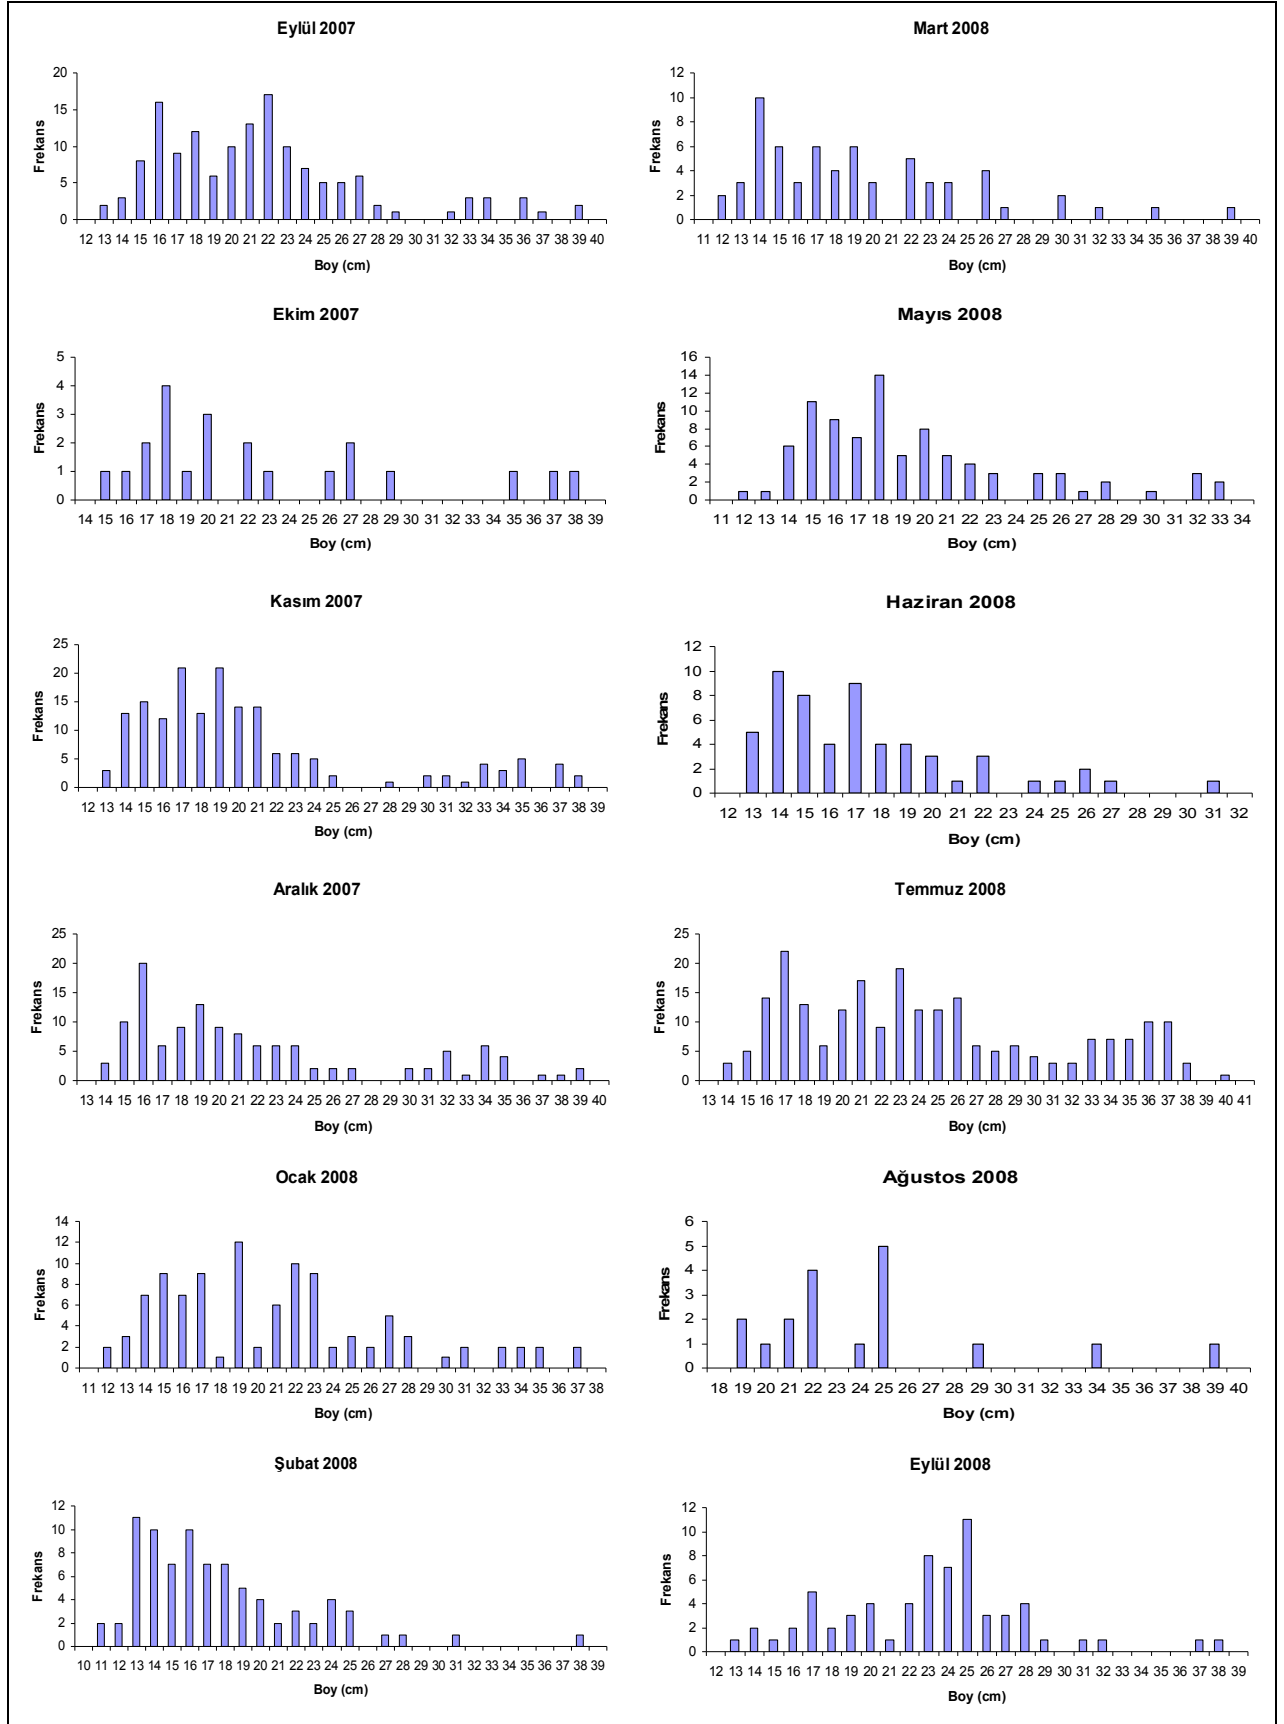 Eylül 2007
20
15
10
5
0
Frekans
12 13 14 15 16 17 18 19 20 21 22 23 24 25 26 27 28 29 30 31 32 33 34 35 36 37 38 39 40
Boy (cm)
Mart 2008
12
10
8
6
4
2
0
Frekans
11 12 13 14 15 16 17 18 19 20 21 22 23 24 25 26 27 28 29 30 31 32 33 34 35 36 37 38 39 40
Boy (cm)
Ekim 2007
5
4
3
2
1
0
Frekans
14 15 16 17 18 19 20 21 22 23 24 25 26 27 28 29 30 31 32 33 34 35 36 37 38 39
Boy (cm)
Mayıs 2008
16
14
12
10
8
6
4
2
0
Frekans
11 12 13 14 15 16 17 18 19 20 21 22 23 24 25 26 27 28 29 30 31 32 33 34
Boy (cm)
Kasım 2007
25
20
15
10
5
0
Frekans
12 13 14 15 16 17 18 19 20 21 22 23 24 25 26 27 28 29 30 31 32 33 34 35 36 37 38 39
Boy (cm)
Haziran 2008
12
10
8
6
4
2
0
Frekans
12 13 14 15 16 17 18 19 20 21 22 23 24 25 26 27 28 29 30 31 32
Boy (cm)
Aralık 2007
25
20
15
10
5
0
Frekans
13 14 15 16 17 18 19 20 21 22 23 24 25 26 27 28 29 30 31 32 33 34 35 36 37 38 39 40
Boy (cm)
Temmuz 2008
25
20
15
10
5
0
Frekans
13 14 15 16 17 18 19 20 21 22 23 24 25 26 27 28 29 30 31 32 33 34 35 36 37 38 39 40 41
Boy (cm)
Ocak 2008
14
12
10
8
6
4
2
0
Frekans
11 12 13 14 15 16 17 18 19 20 21 22 23 24 25 26 27 28 29 30 31 32 33 34 35 36 37 38
Boy (cm)
Ağustos 2008
6
5
4
3
2
1
0
Frekans
18 19 20 21 22 23 24 25 26 27 28 29 30 31 32 33 34 35 36 37 38 39 40
Boy (cm)
Şubat 2008
12
10
8
6
4
2
0
Frekans
10 11 12 13 14 15 16 17 18 19 20 21 22 23 24 25 26 27 28 29 30 31 32 33 34 35 36 37 38 39
Boy (cm)
Eylül 2008
12
10
8
6
4
2
0
Frekans
12 13 14 15 16 17 18 19 20 21 22 23 24 25 26 27 28 29 30 31 32 33 34 35 36 37 38 39
Boy (cm)